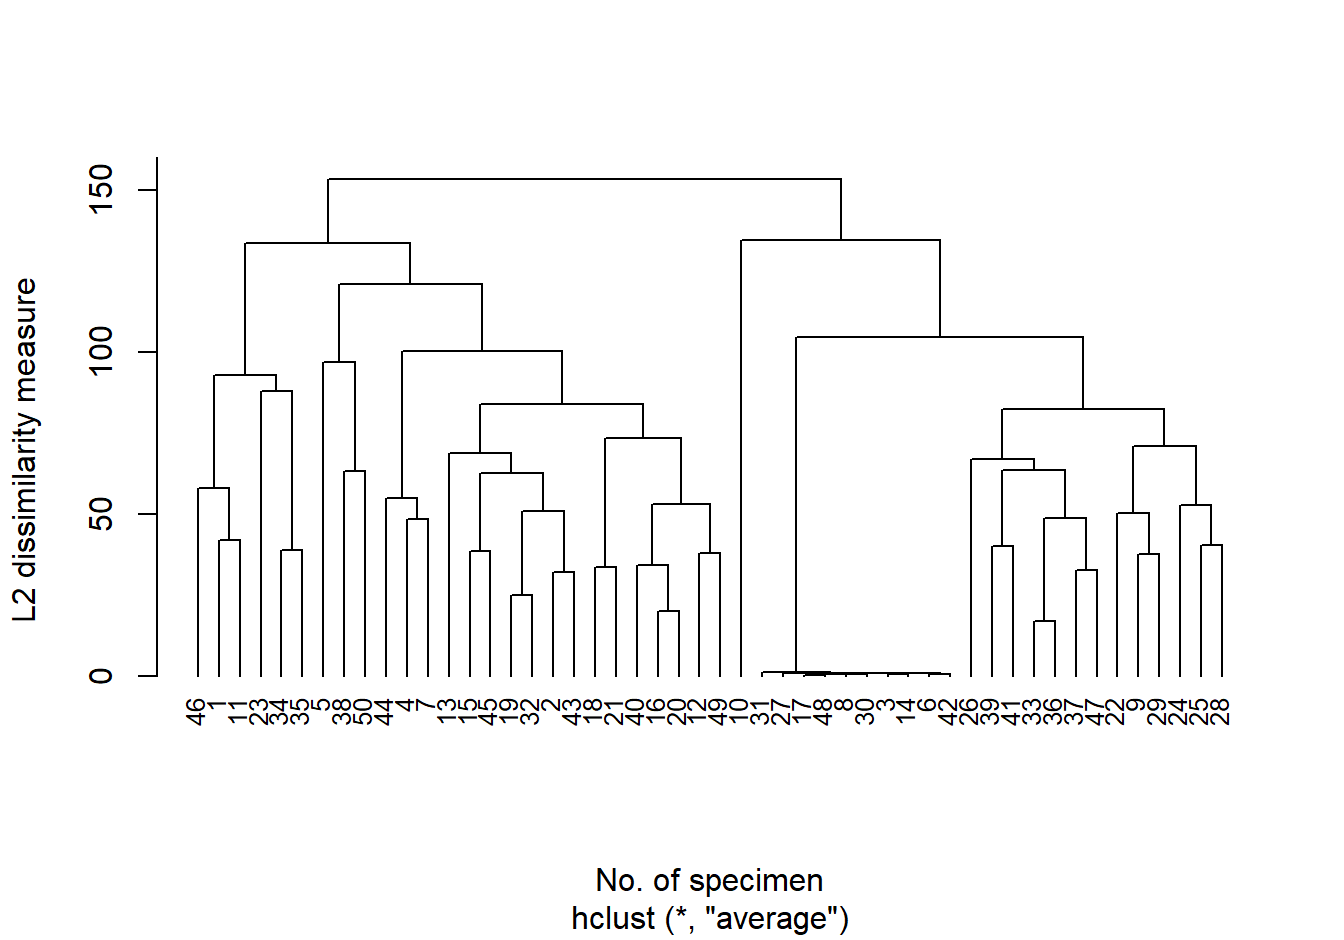 L2 dissimilarity measure
150
100
50
0
46 1 11 23 34 35 5 38 50 44 4 7 13 15 45 19 32 2 43 18 21 40 16 20 12 49 10 31 27 17 48 8 30 3 14 6 42 26 39 41 33 36 37 47 22 9 29 24 25 28
No. of specimen
hclust (*, "average")